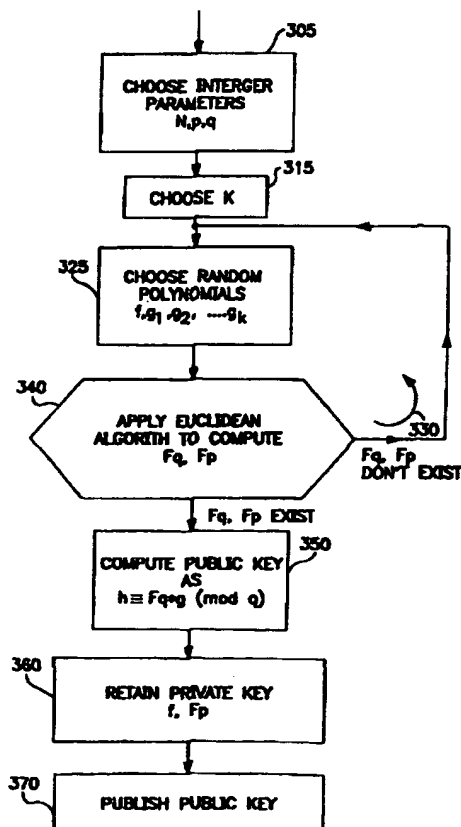 305
CHOOSE INTERGER
PARAMETERS
N,p,q
315
CHOOSE K
325
CHOOSE RANDOM
POLYNOMIALS
f,g1,g2, ....gk
340
APPLY EUCLIDEAN
ALGORITH TO COMPUTE
Fq, Fp
330
Fq, Fp
DON'T EXIST
Fq, Fp EXIST
350
COMPUTE PUBLIC KEY
AS
h ≡ Fq*g (mod q)
360
RETAIN PRIVATE KEY
f, Fp
370
PUBLISH PUBLIC KEY